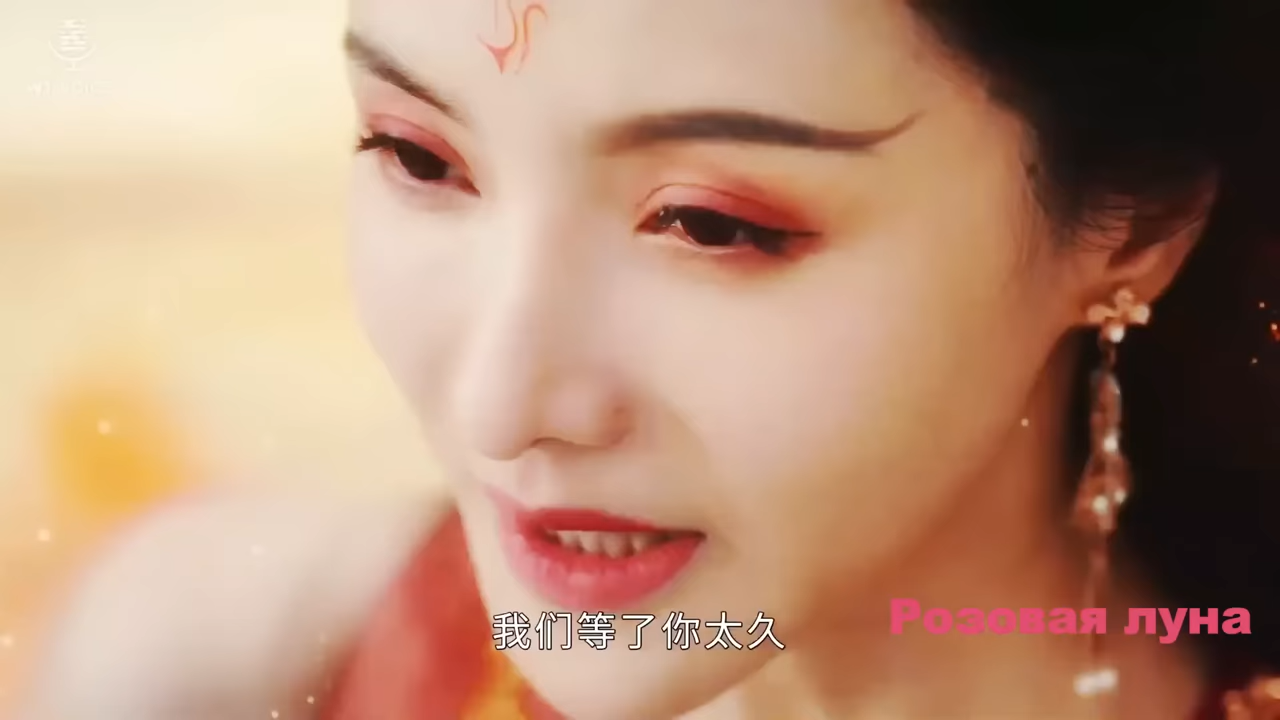 我们等了你太久
Розовая луна